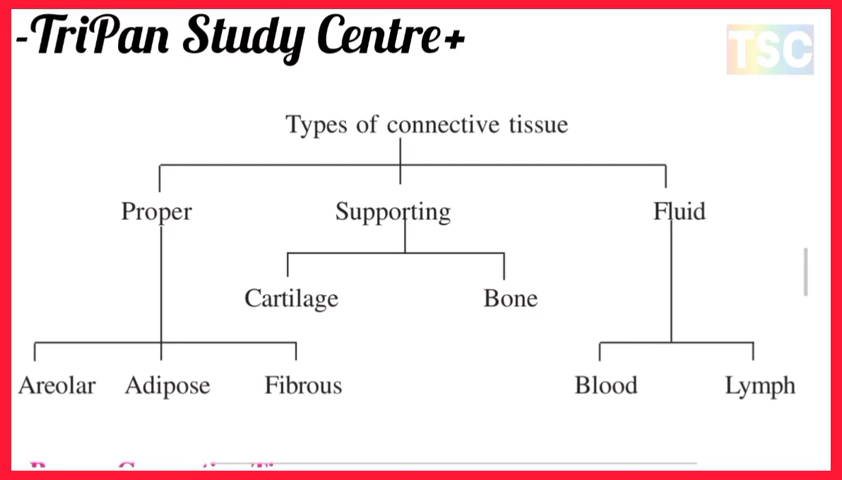 -TriPan Study Centre+
TSC
Types of connective tissue
Proper Supporting Fluid
Cartilage Bone
Areolar Adipose Fibrous Blood Lymph